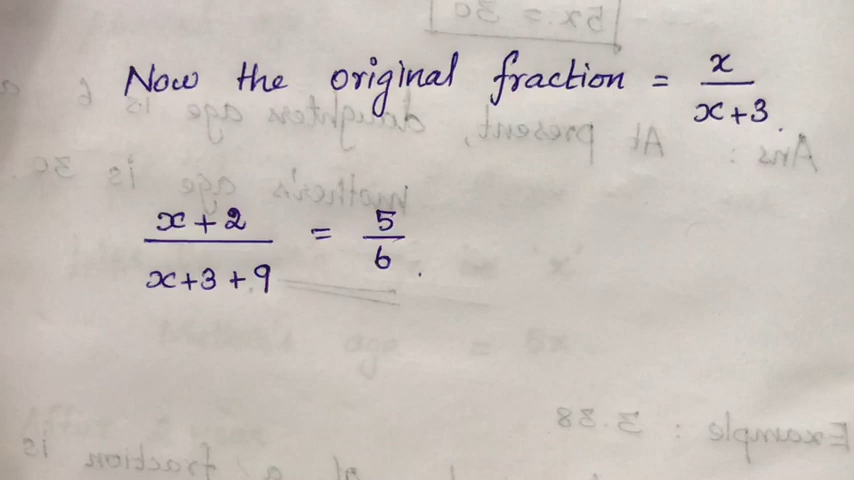 Now the original fraction = x/(x+3).
(x+2)/(x+3+9) = 5/6.